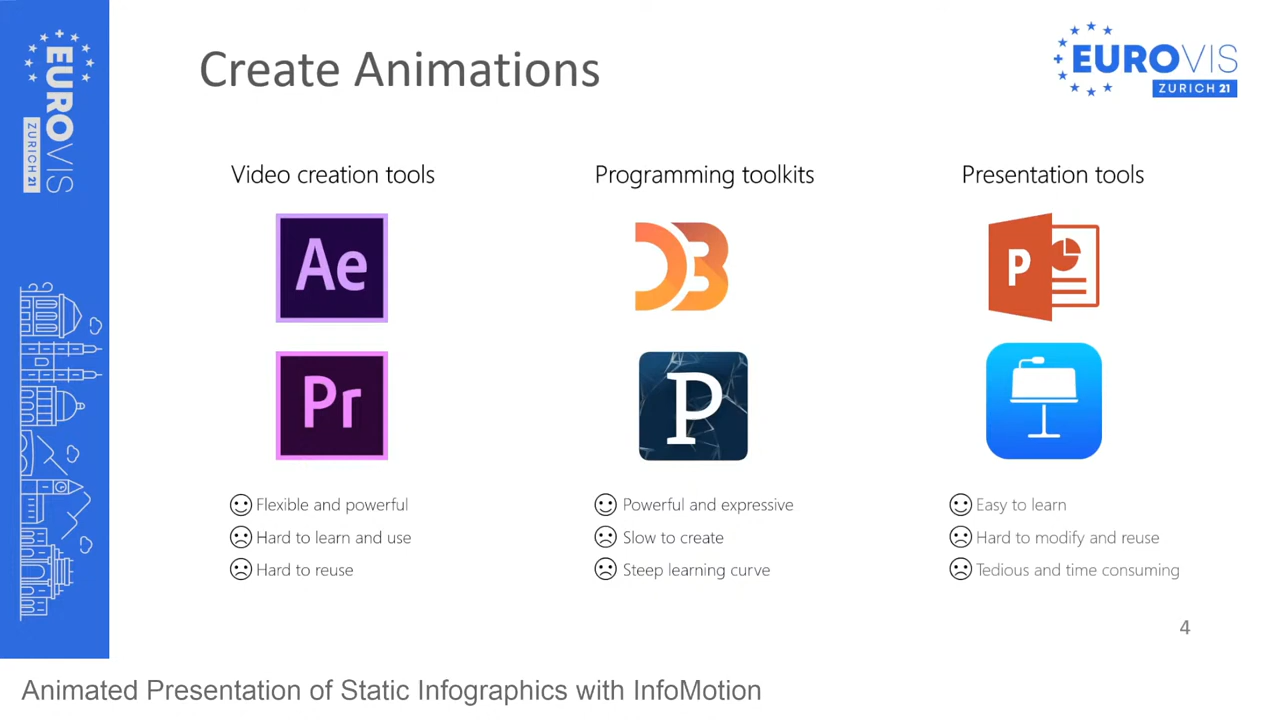 EUROVIS
ZURICH 21
Create Animations
EUROVIS
ZURICH 21
Video creation tools
Ae
Pr
Flexible and powerful
Hard to learn and use
Hard to reuse
Programming toolkits
D3
P
Powerful and expressive
Slow to create
Steep learning curve
Presentation tools
P
Easy to learn
Hard to modify and reuse
Tedious and time consuming
4
Animated Presentation of Static Infographics with InfoMotion